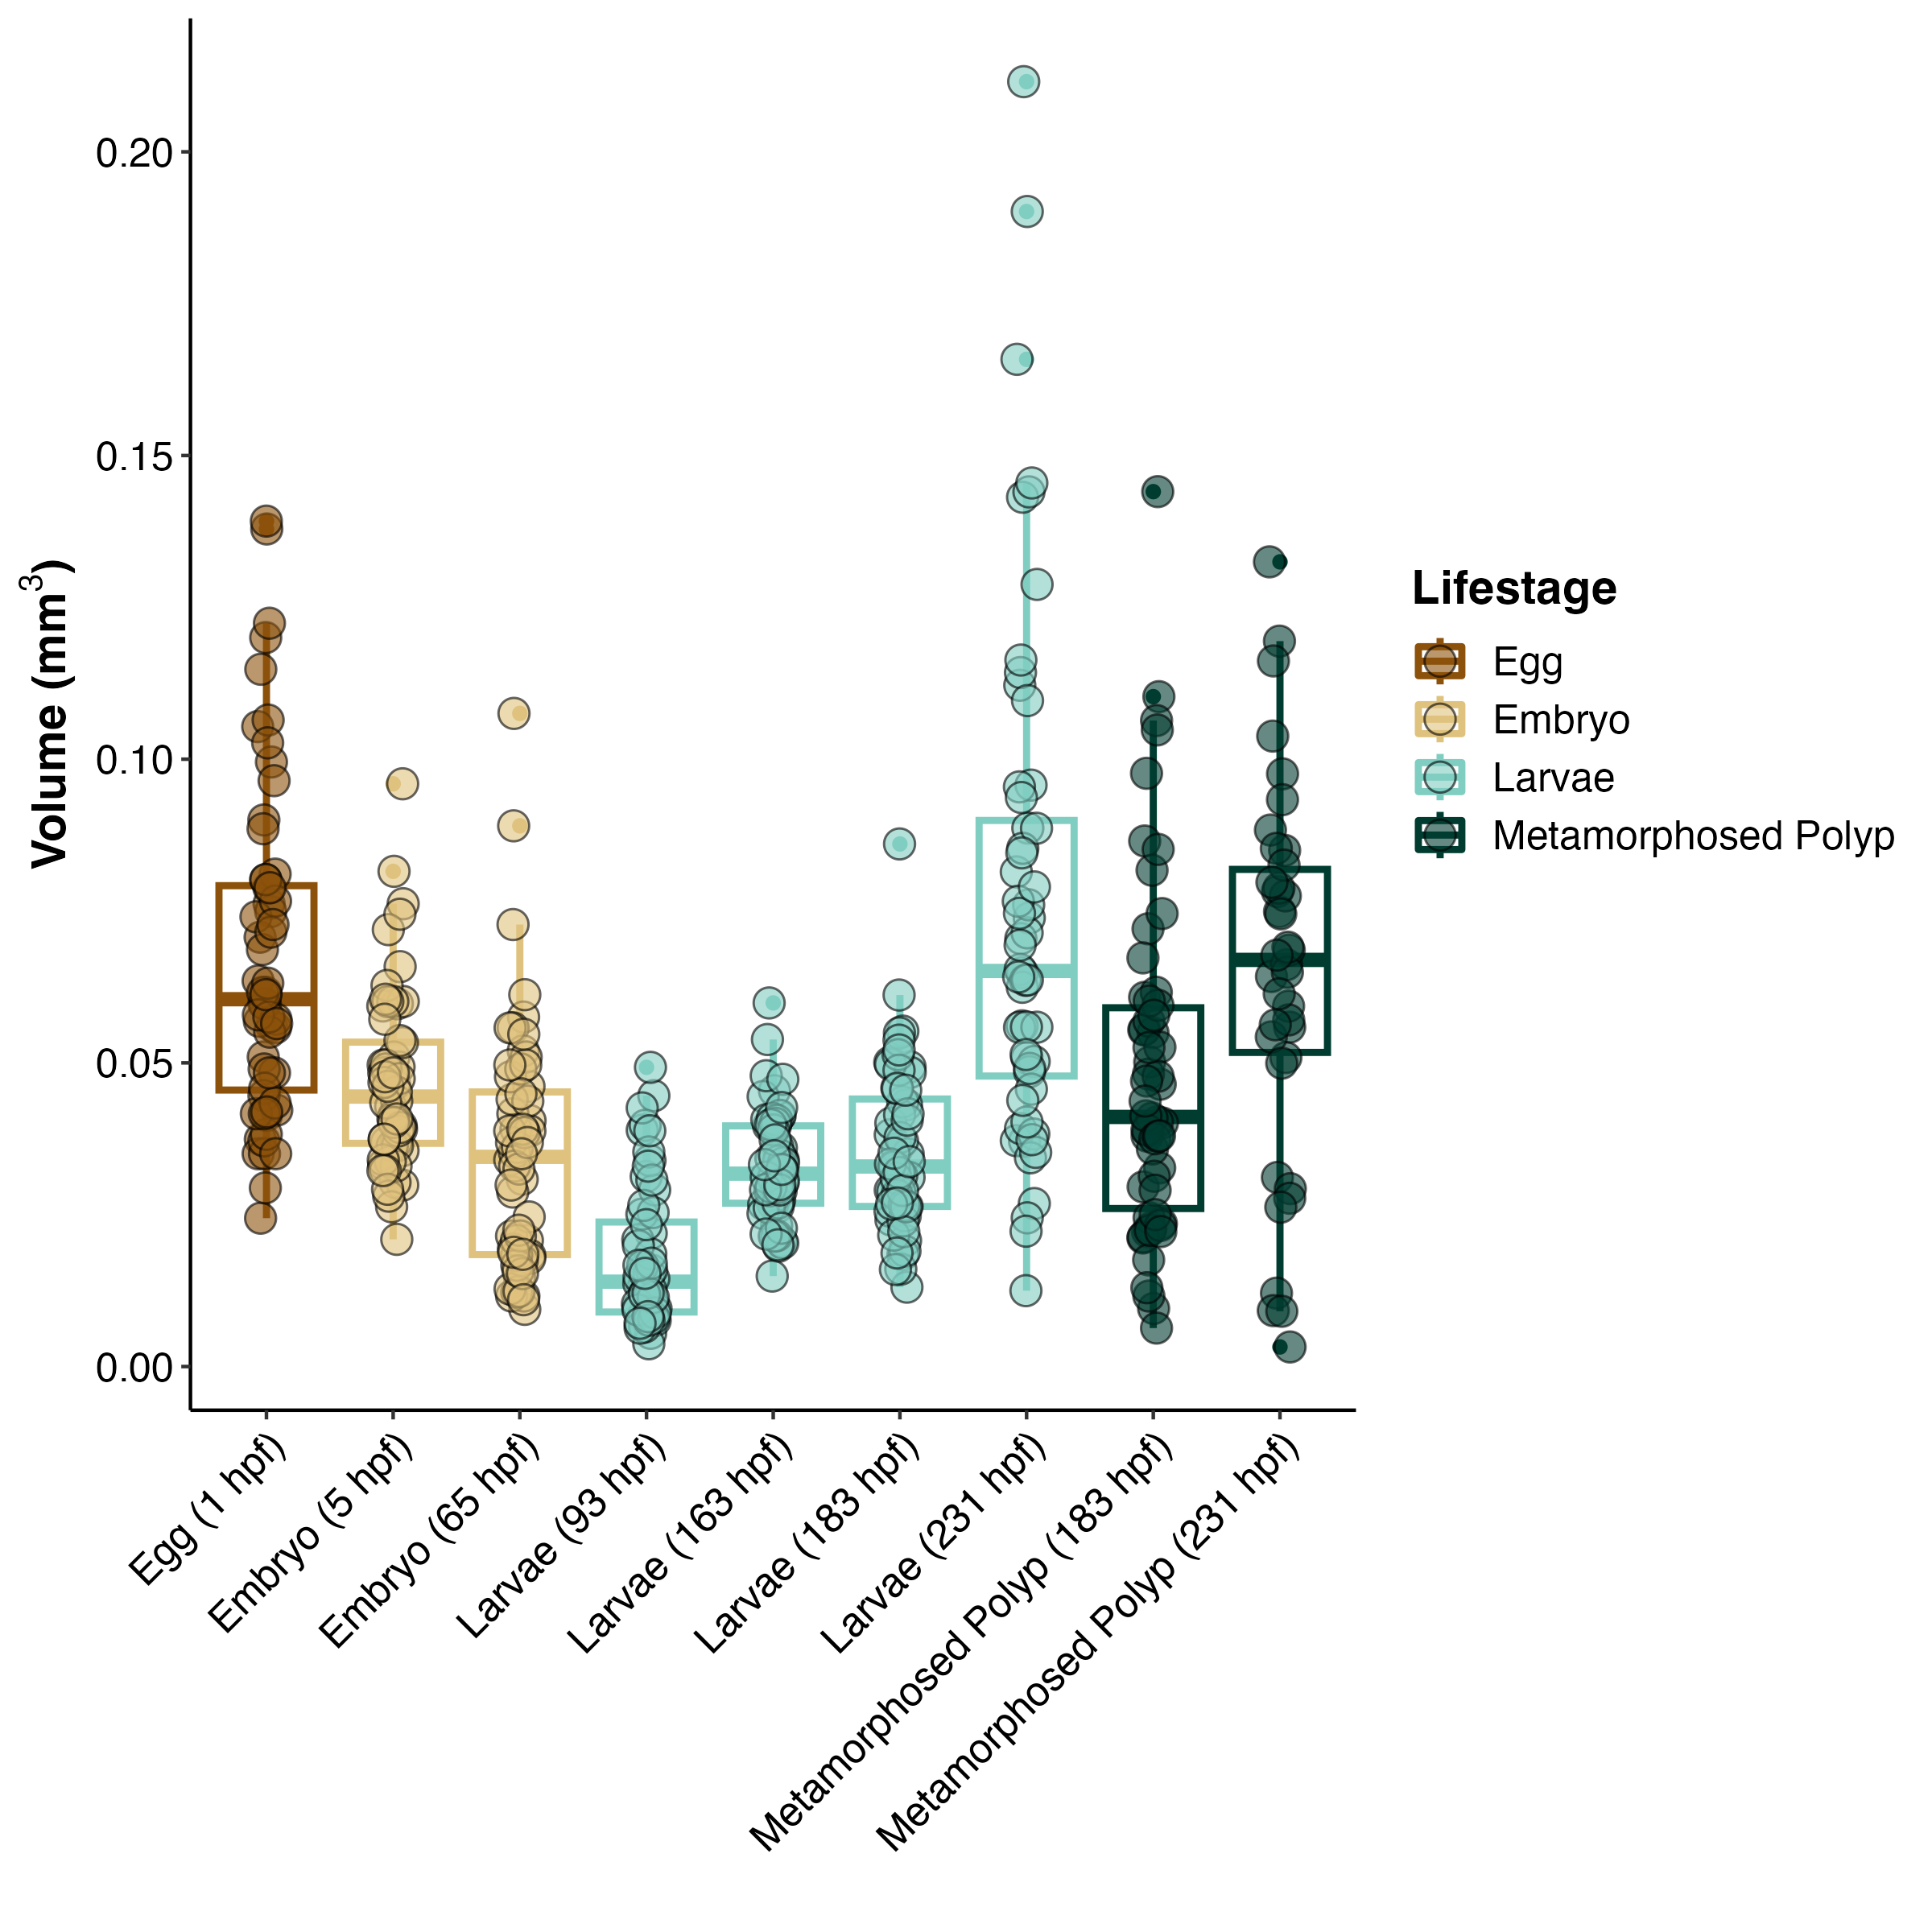 Volume (mm³)
0.20
0.15
0.10
0.05
0.00
Egg (1 hpf)
Embryo (5 hpf)
Embryo (65 hpf)
Larvae (93 hpf)
Larvae (163 hpf)
Larvae (183 hpf)
Larvae (231 hpf)
Metamorphosed Polyp (183 hpf)
Metamorphosed Polyp (231 hpf)
Lifestage
Egg
Embryo
Larvae
Metamorphosed Polyp